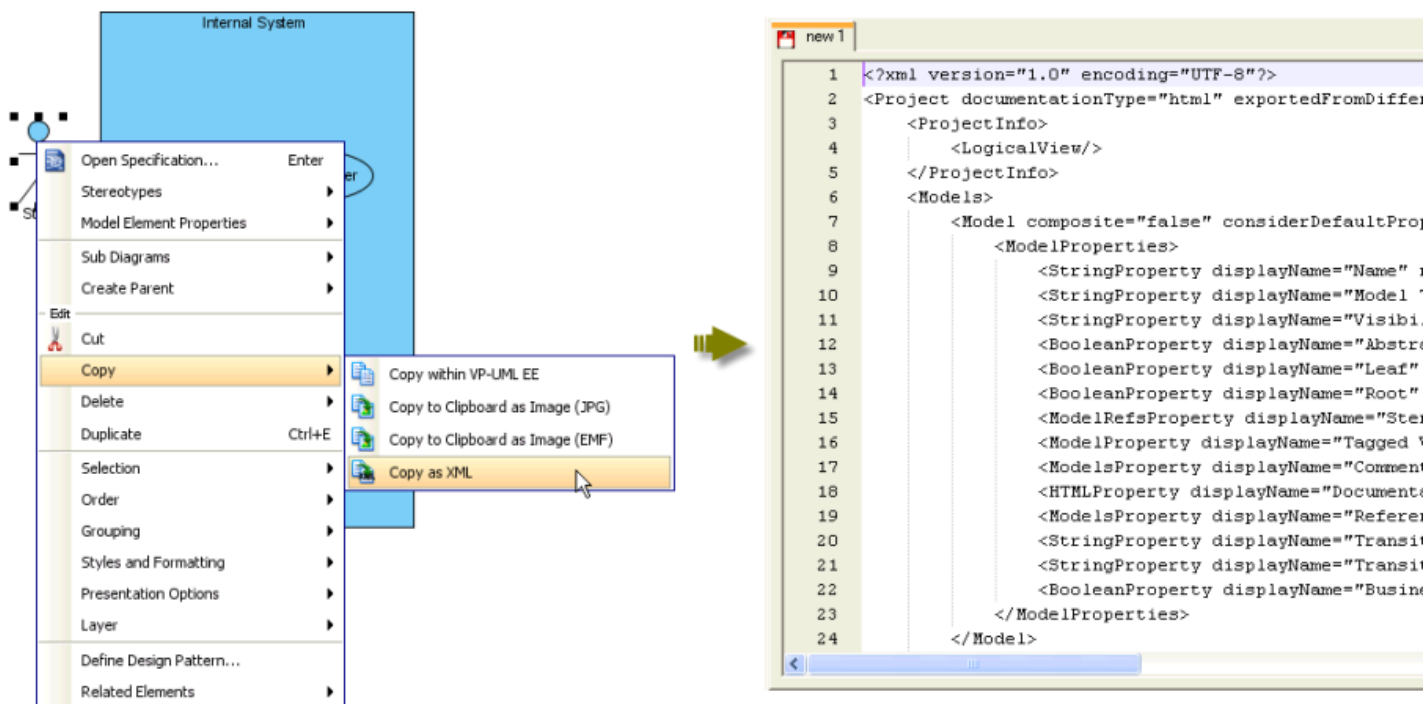 Internal System
er
St
Open Specification... Enter
Stereotypes
Model Element Properties
Sub Diagrams
Create Parent
Edit
Cut
Copy
Delete
Duplicate Ctrl+E
Selection
Order
Grouping
Styles and Formatting
Presentation Options
Layer
Define Design Pattern...
Related Elements
Copy within VP-UML EE
Copy to Clipboard as Image (JPG)
Copy to Clipboard as Image (EMF)
Copy as XML
new 1
1 <?xml version="1.0" encoding="UTF-8"?>
2 <Project documentationType="html" exportedFromDiffer
3 <ProjectInfo>
4 <LogicalView/>
5 </ProjectInfo>
6 <Models>
7 <Model composite="false" considerDefaultProp
8 <ModelProperties>
9 <StringProperty displayName="Name" n
10 <StringProperty displayName="Model T
11 <StringProperty displayName="Visibi
12 <BooleanProperty displayName="Abstra
13 <BooleanProperty displayName="Leaf"
14 <BooleanProperty displayName="Root"
15 <ModelRefsProperty displayName="Ster
16 <ModelProperty displayName="Tagged V
17 <ModelsProperty displayName="Comment
18 <HTMLProperty displayName="Documenta
19 <ModelsProperty displayName="Referen
20 <StringProperty displayName="Transit
21 <StringProperty displayName="Transit
22 <BooleanProperty displayName="Busine
23 </ModelProperties>
24 </Model>